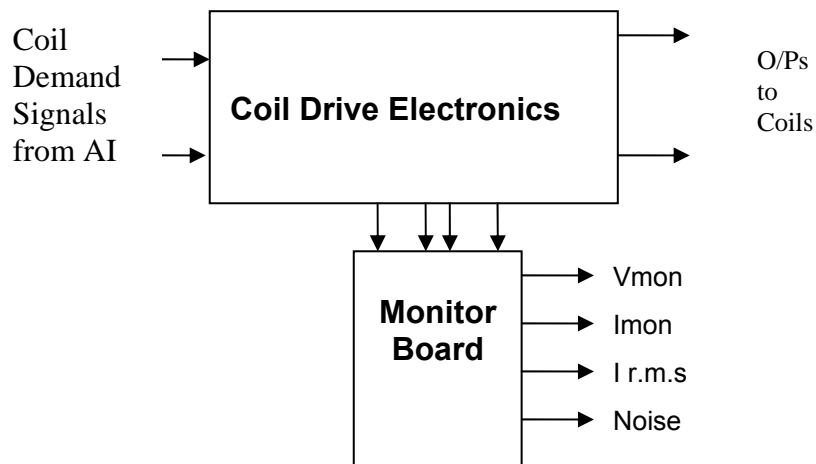 Coil
Demand
Signals
from AI
Coil Drive Electronics
O/Ps
to
Coils
Monitor
Board
Vmon
Imon
I r.m.s
Noise